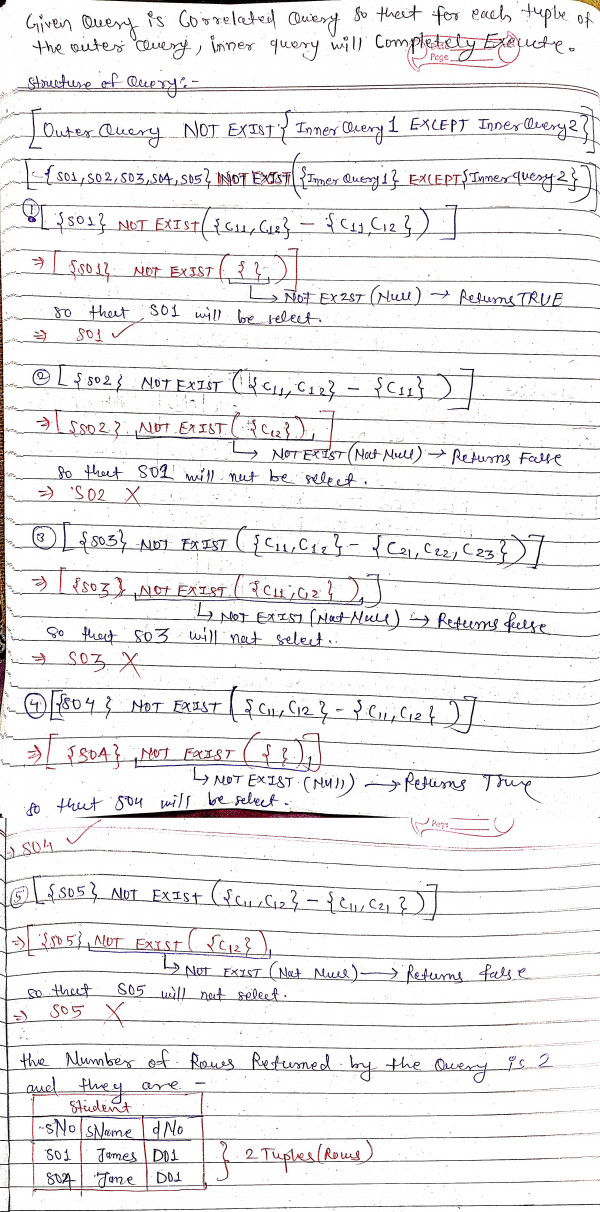 Given Query is Correlated Query so that for each tuple of
the outer Query, inner query will Completely Execute.
Page
Structure of Query:-
[Outer Query NOT EXIST{Inner Query1 EXCEPT Inner Query2}]
[{S01,S02,S03,S04,S05} NOT EXIST({Inner Query1} EXCEPT{Inner query2})]
① [{S01} NOT EXIST({C11,C12} - {C11,C12})]
⇒ [{S01} NOT EXIST({ })]
↳ NOT EXIST(Null) → Returns TRUE
so that S01 will be select.
⇒ S01 ✓
② [{S02} NOT EXIST({C11,C12} - {C11})]
⇒ [{S02} NOT EXIST({C12})]
↳ NOT EXIST(Not Null) → Returns False
so that S01 will not be select.
⇒ S02 X
③ [{S03} NOT EXIST({C11,C12} - {C21,C22,C23})]
⇒ [{S03} NOT EXIST({C11,C12})]
↳ NOT EXIST(Not Null) → Returns false
so that S03 will not select.
⇒ S03 X
④ [{S04} NOT EXIST({C11,C12} - {C11,C12})]
⇒ [{S04} NOT EXIST({ })]
↳ NOT EXIST(Null) → Returns True
so that S04 will be select.
Page
⇒ S04 ✓
⑤ [{S05} NOT EXIST({C11,C12} - {C11,C21})]
⇒ [{S05} NOT EXIST({C12})
↳ NOT EXIST (Not Null) → Returns false
so that S05 will not select.
⇒ S05 X
the Number of Rows Returned by the Query is 2
and they are -
Student
sNo sName dNo
S01 James D01
S04 Jane D01
} 2 Tuples(Rows)